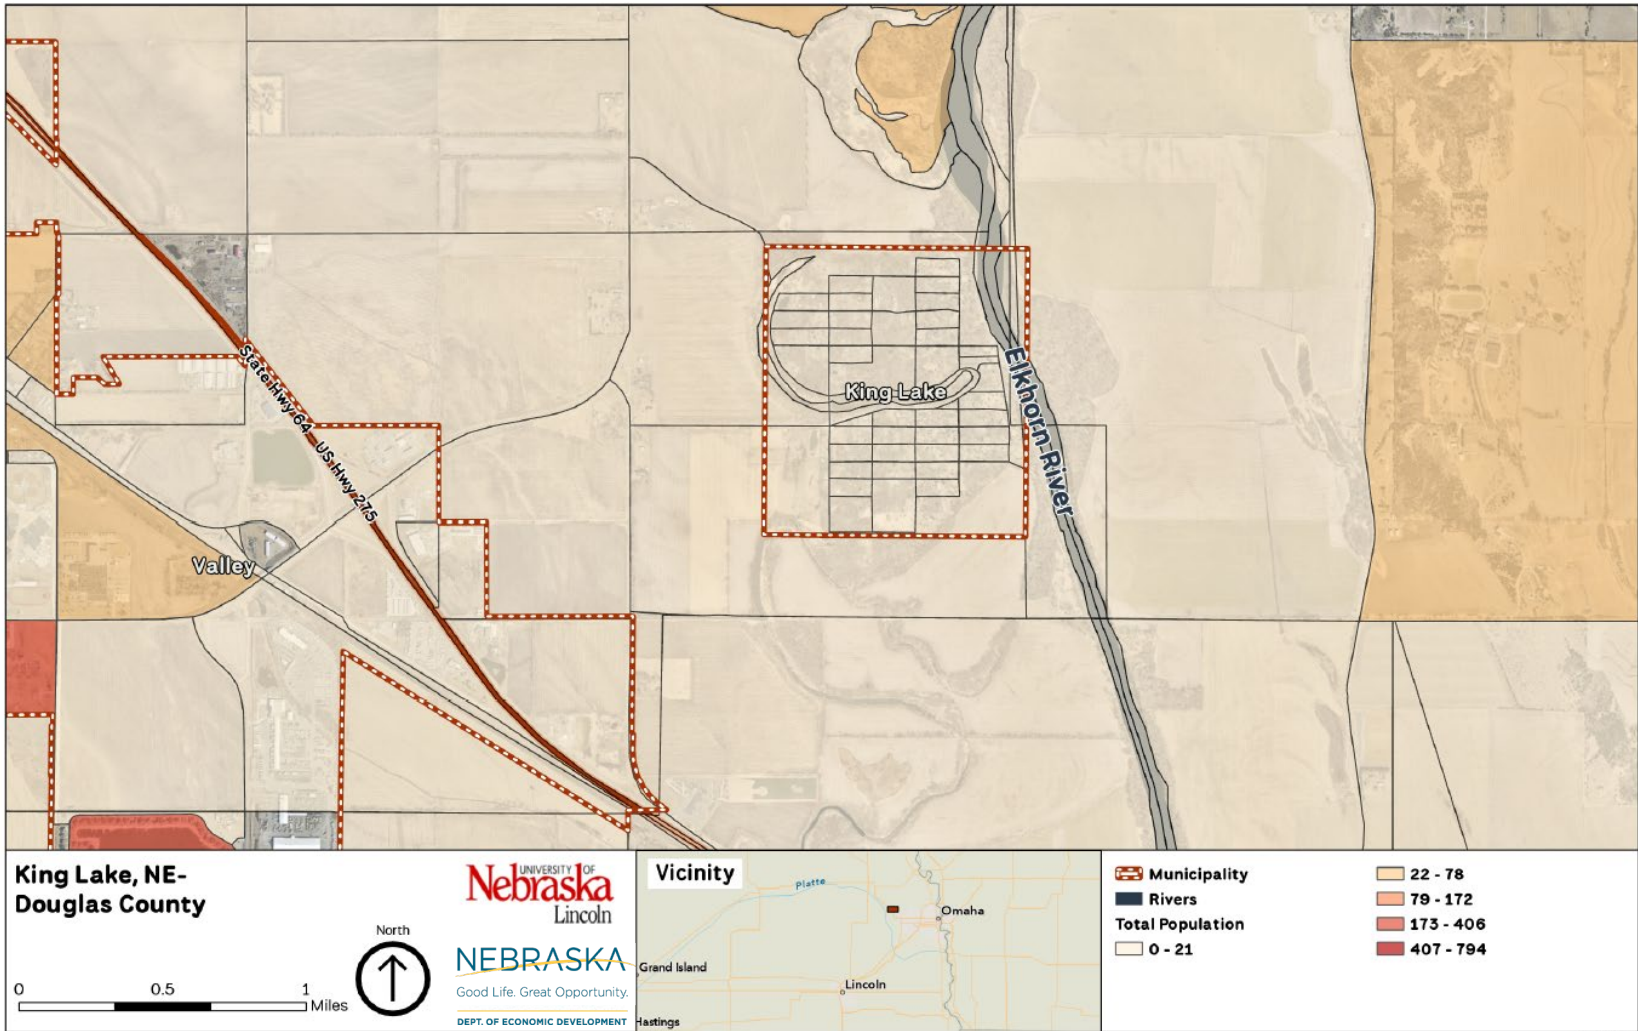 State Hwy 64
US Hwy 275
Valley
King Lake
Elkhorn River
King Lake, NE-
Douglas County
0 0.5 1
Miles
North
UNIVERSITY OF
Nebraska
Lincoln
NEBRASKA
Good Life. Great Opportunity.
DEPT. OF ECONOMIC DEVELOPMENT
Vicinity
Platte
Omaha
Grand Island
Lincoln
Hastings
Municipality
Rivers
Total Population
0 - 21
22 - 78
79 - 172
173 - 406
407 - 794